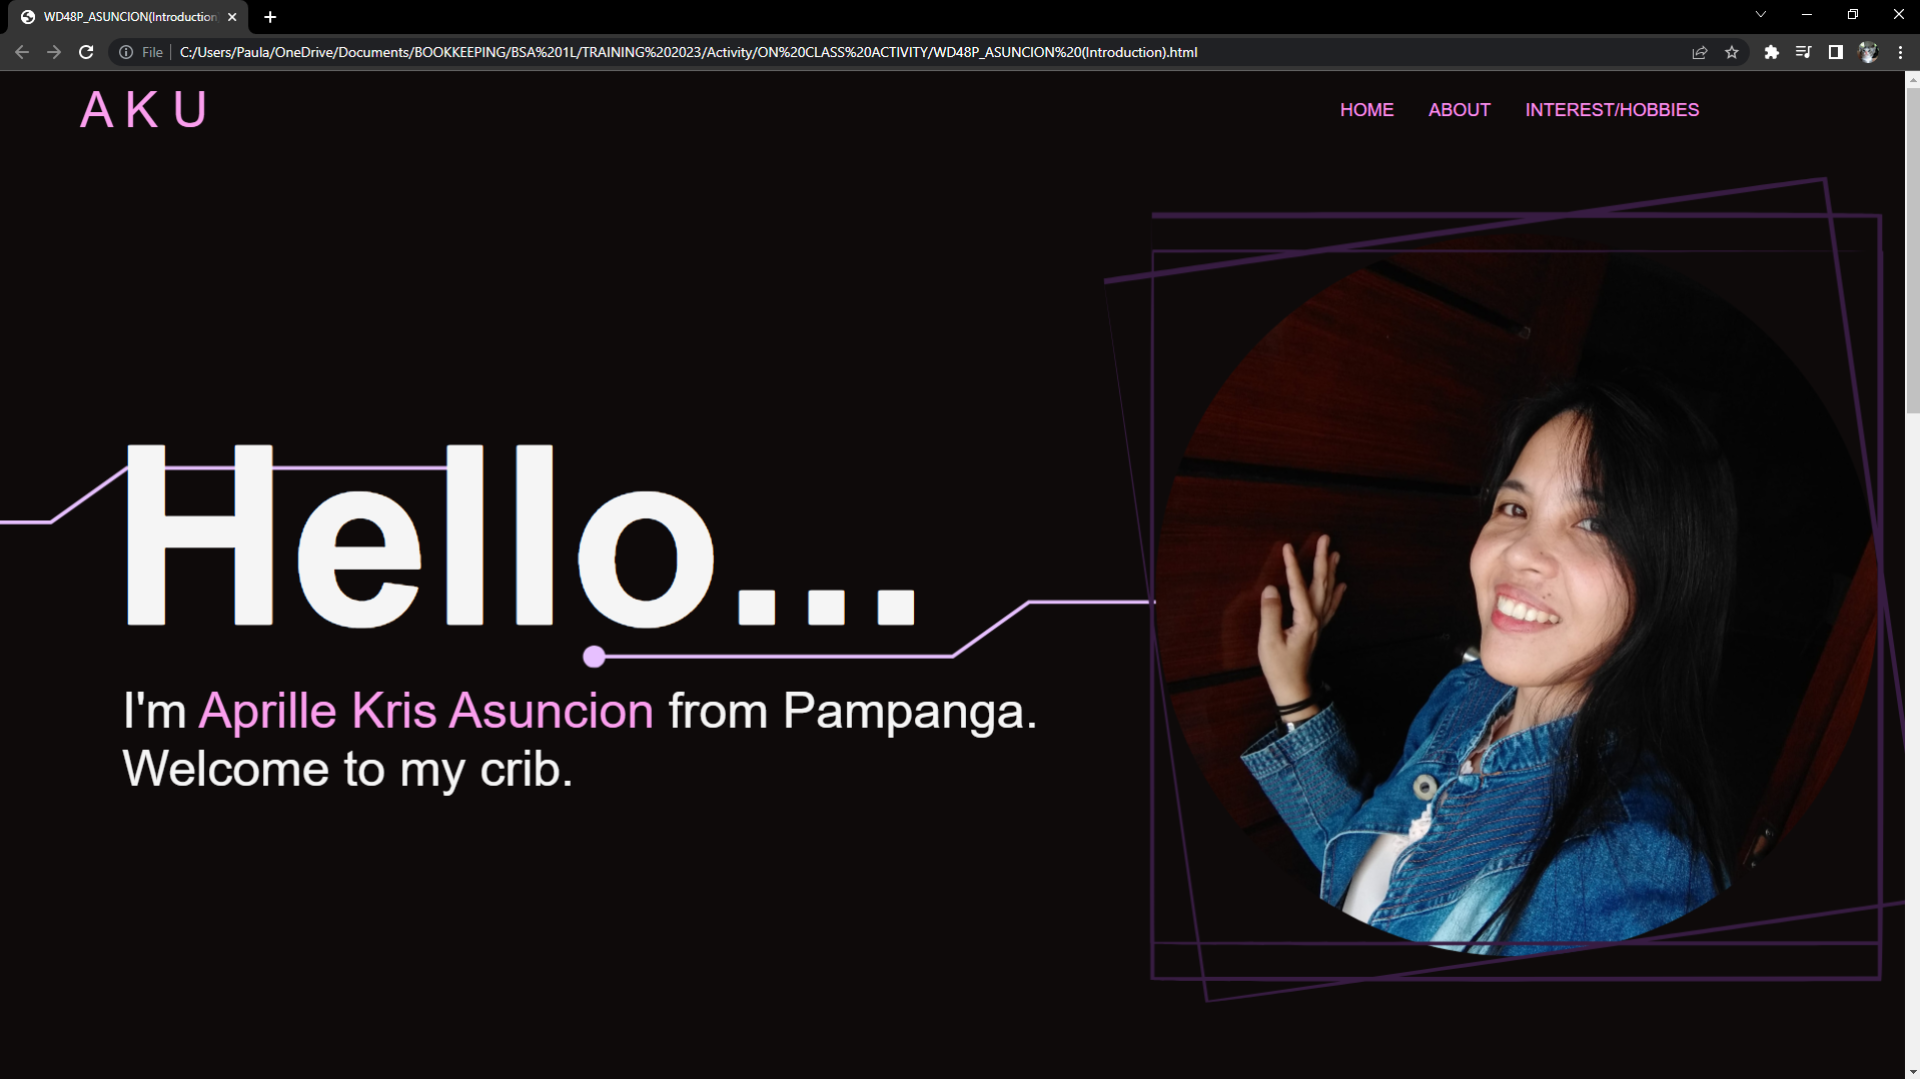 WD48P_ASUNCION(Introduction
File
C:/Users/Paula/OneDrive/Documents/BOOKKEEPING/BSA%201L/TRAINING%202023/Activity/ON%20CLASS%20ACTIVITY/WD48P_ASUNCION%20(Introduction).html
A K U
HOME
ABOUT
INTEREST/HOBBIES
Hello...
I'm Aprille Kris Asuncion from Pampanga.
Welcome to my crib.